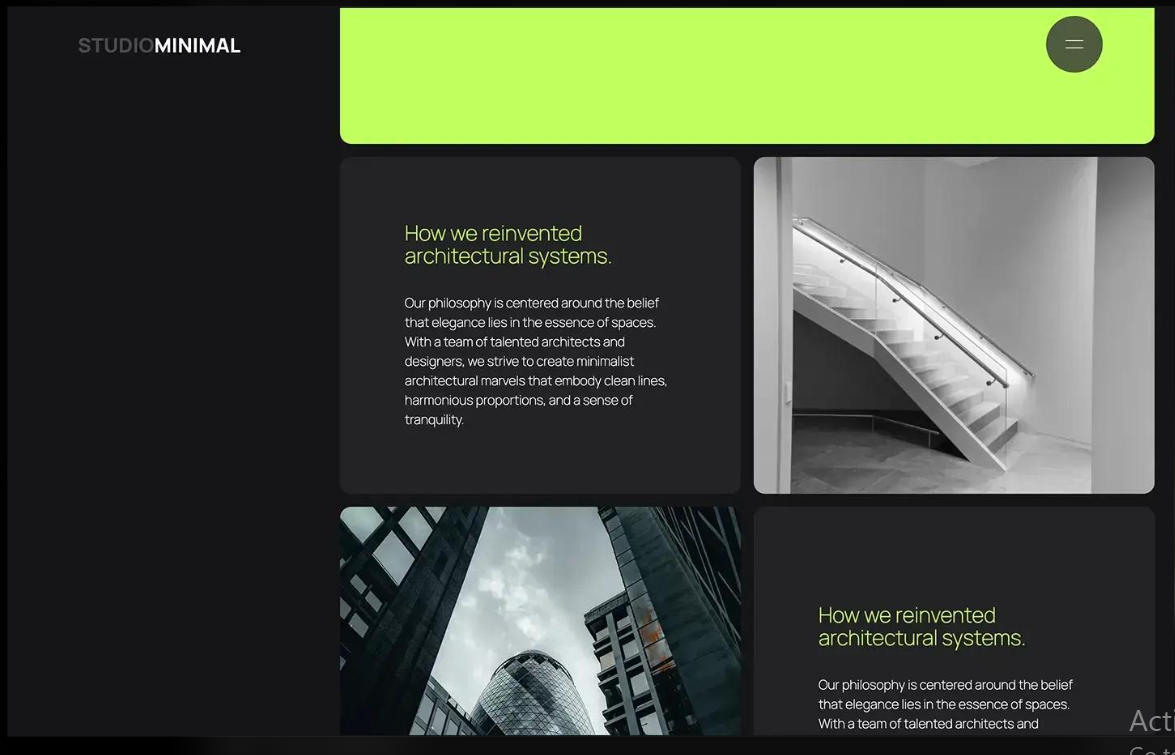 STUDIOMINIMAL
How we reinvented
architectural systems.
Our philosophy is centered around the belief
that elegance lies in the essence of spaces.
With a team of talented architects and
designers, we strive to create minimalist
architectural marvels that embody clean lines,
harmonious proportions, and a sense of
tranquility.
How we reinvented
architectural systems.
Our philosophy is centered around the belief
that elegance lies in the essence of spaces.
With a team of talented architects and